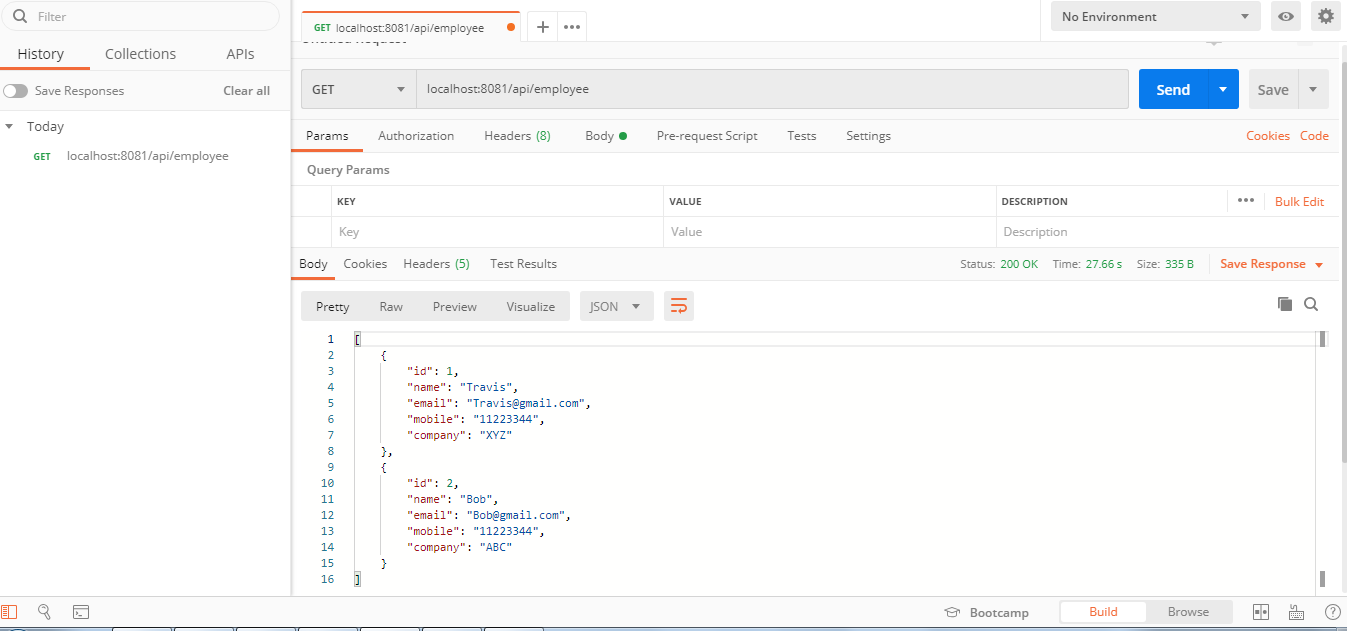 Filter
GET localhost:8081/api/employee
No Environment
History Collections APIs
Save Responses Clear all
Today
GET localhost:8081/api/employee
GET localhost:8081/api/employee Send Save
Params Authorization Headers (8) Body Pre-request Script Tests Settings Cookies Code
Query Params
KEY VALUE DESCRIPTION Bulk Edit
Key Value Description
Body Cookies Headers (5) Test Results Status: 200 OK Time: 27.66 s Size: 335 B Save Response
Pretty Raw Preview Visualize JSON
1 [
2 {
3 "id": 1,
4 "name": "Travis",
5 "email": "Travis@gmail.com",
6 "mobile": "11223344",
7 "company": "XYZ"
8 },
9 {
10 "id": 2,
11 "name": "Bob",
12 "email": "Bob@gmail.com",
13 "mobile": "11223344",
14 "company": "ABC"
15 }
16 ]
Bootcamp Build Browse